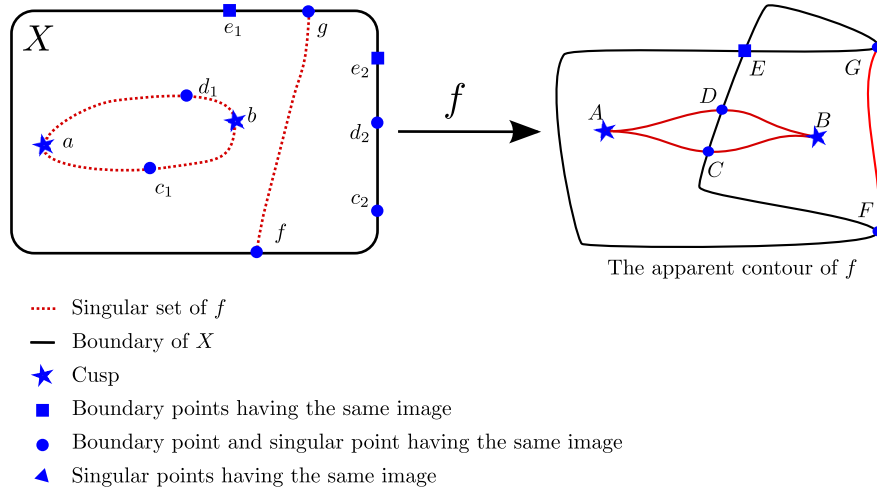 X
e₁
g
f
e₂
E
G
d₁
b
D
A
B
a
d₂
C
c₁
c₂
F
f
The apparent contour of f
Singular set of f
Boundary of X
Cusp
Boundary points having the same image
Boundary point and singular point having the same image
Singular points having the same image